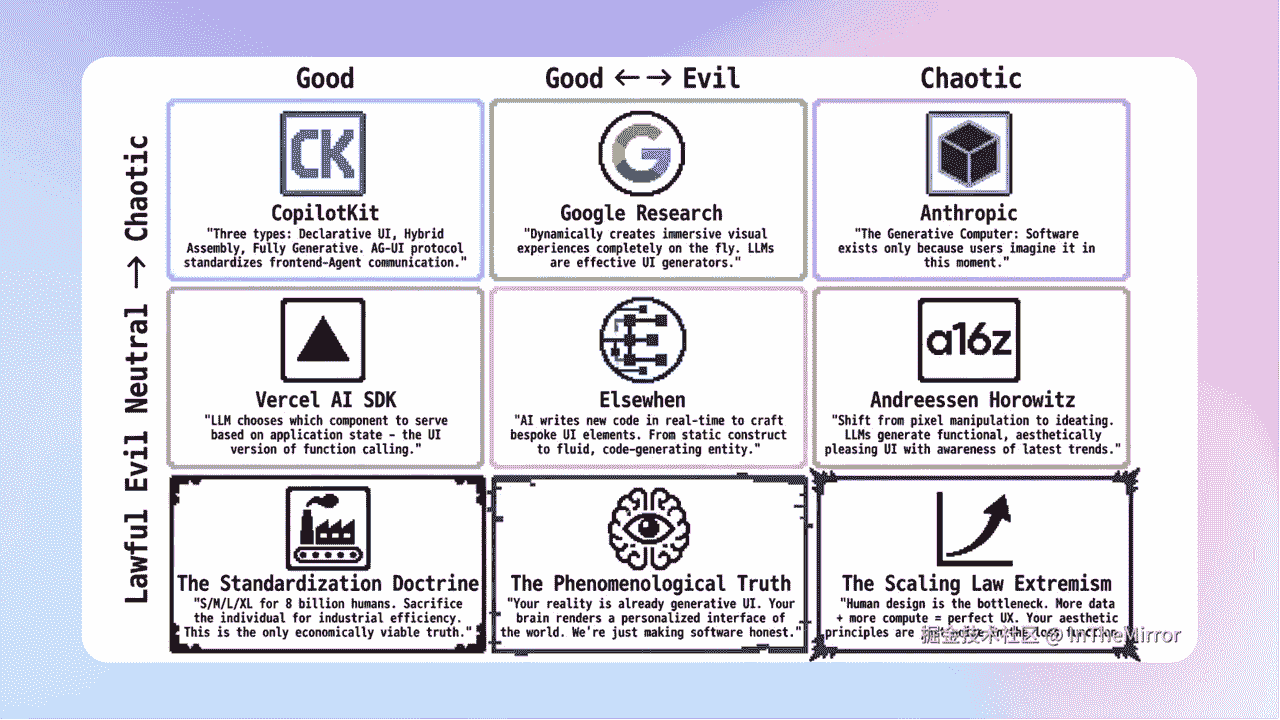 Good
Good ←→ Evil
Chaotic
Lawful Evil Neutral → Chaotic
CK
CopilotKit
"Three types: Declarative UI, Hybrid
Assembly, Fully Generative. AG-UI protocol
standardizes frontend-Agent communication."
G
Google Research
"Dynamically creates immersive visual
experiences completely on the fly. LLMs
are effective UI generators."
Anthropic
"The Generative Computer: Software
exists only because users imagine it in
this moment."
Vercel AI SDK
"LLM chooses which component to serve
based on application state - the UI
version of function calling."
Elsewhen
"AI writes new code in real-time to craft
bespoke UI elements. From static construct
to fluid, code-generating entity."
a16z
Andreessen Horowitz
"Shift from pixel manipulation to ideating.
LLMs generate functional, aesthetically
pleasing UI with awareness of latest trends."
The Standardization Doctrine
"S/M/L/XL for 8 billion humans. Sacrifice
the individual for industrial efficiency.
This is the only economically viable truth."
The Phenomenological Truth
"Your reality is already generative UI. Your
brain renders a personalized interface of
the world. We're just making software honest."
The Scaling Law Extremism
"Human design is the bottleneck. More data
+ more compute = perfect UX. Your aesthetic
principles are
掘金技术社区 @ InTheMirror